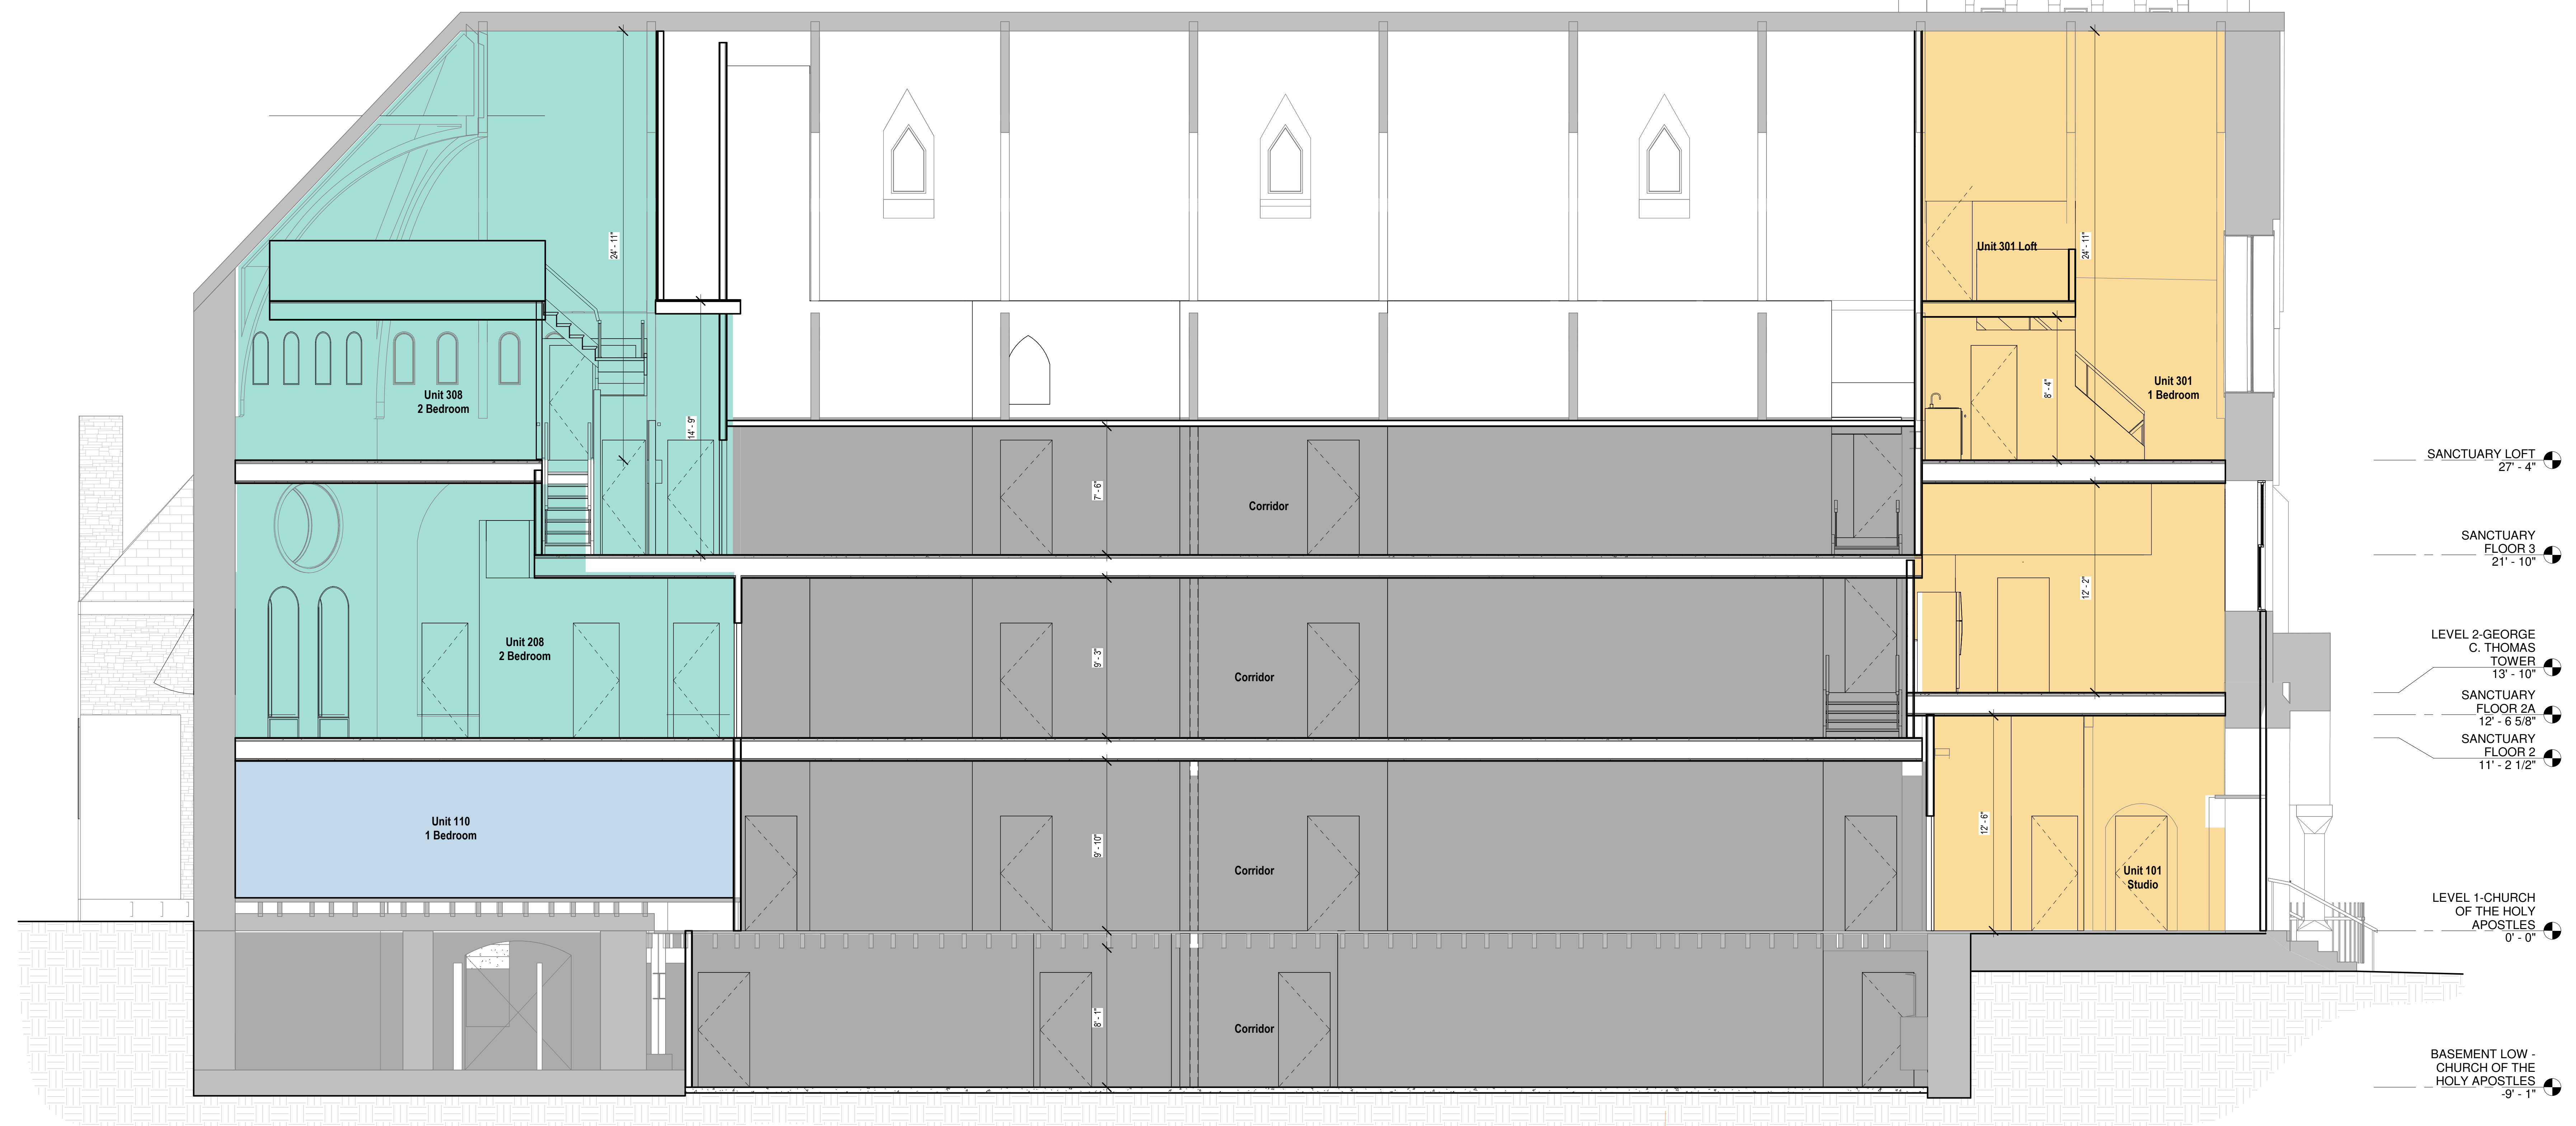 24' - 11"
Unit 301 Loft
24' - 11"
Unit 308
2 Bedroom
14' - 9"
8' - 4"
Unit 301
1 Bedroom
SANCTUARY LOFT
27' - 4"
7' - 6"
Corridor
SANCTUARY
FLOOR 3
21' - 10"
12' - 2"
Unit 208
2 Bedroom
9' - 3"
Corridor
LEVEL 2-GEORGE
C. THOMAS
TOWER
13' - 10"
SANCTUARY
FLOOR 2A
12' - 6 5/8"
SANCTUARY
FLOOR 2
11' - 2 1/2"
Unit 110
1 Bedroom
9' - 10"
Corridor
12' - 6"
Unit 101
Studio
LEVEL 1-CHURCH
OF THE HOLY
APOSTLES
0' - 0"
8' - 1"
Corridor
BASEMENT LOW -
CHURCH OF THE
HOLY APOSTLES
-9' - 1"